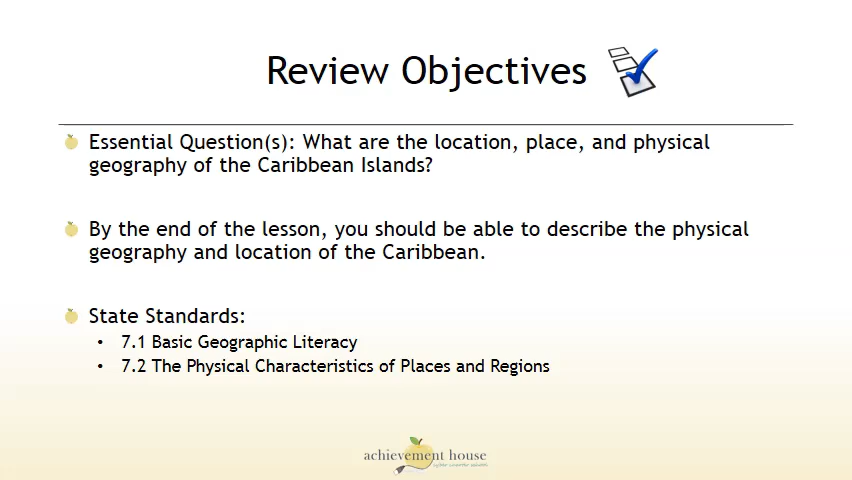 Review Objectives
Essential Question(s): What are the location, place, and physical
geography of the Caribbean Islands?
By the end of the lesson, you should be able to describe the physical
geography and location of the Caribbean.
State Standards:
• 7.1 Basic Geographic Literacy
• 7.2 The Physical Characteristics of Places and Regions
achievement house